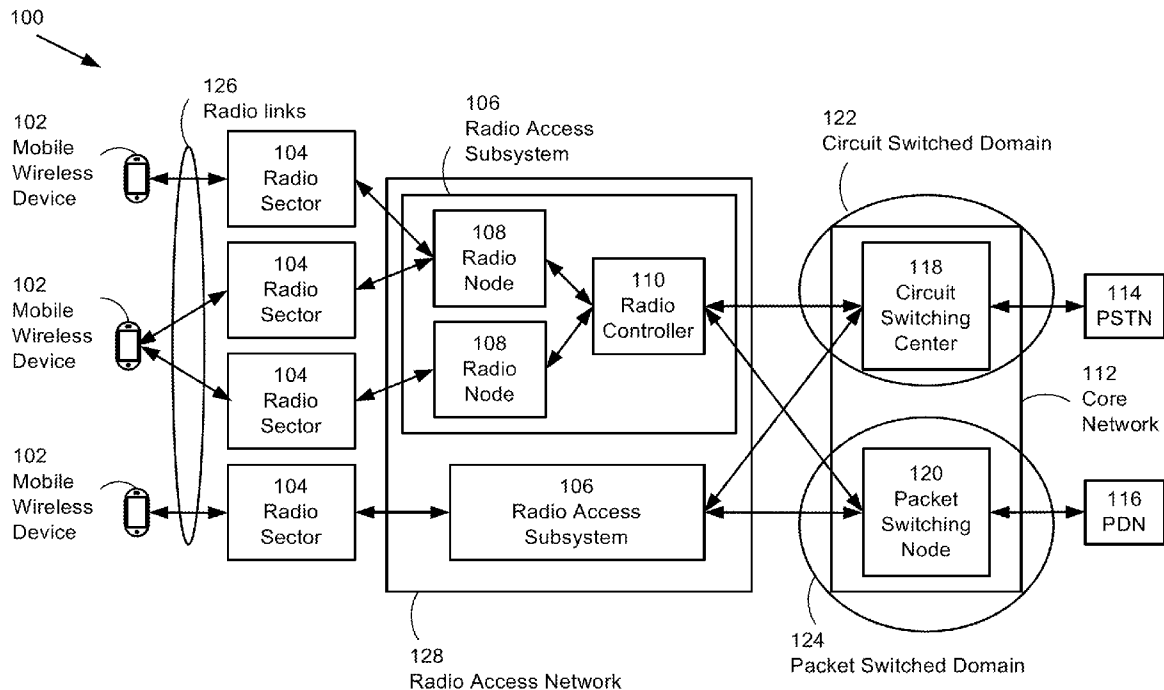 100
126
Radio links
106
Radio Access
Subsystem
122
Circuit Switched Domain
102
Mobile
Wireless
Device
104
Radio
Sector
108
Radio
Node
110
Radio
Controller
118
Circuit
Switching
Center
114
PSTN
102
Mobile
Wireless
Device
104
Radio
Sector
104
Radio
Sector
108
Radio
Node
112
Core
Network
102
Mobile
Wireless
Device
104
Radio
Sector
106
Radio Access
Subsystem
120
Packet
Switching
Node
116
PDN
128
Radio Access Network
124
Packet Switched Domain